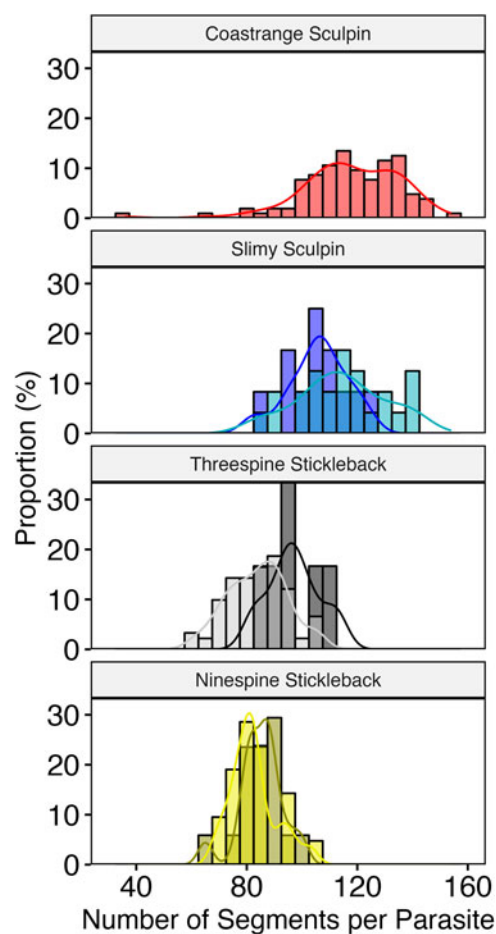 Coastrange Sculpin
30
20
10
0
Slimy Sculpin
30
20
10
0
Threespine Stickleback
30
20
10
0
Ninespine Stickleback
30
20
10
0
Proportion (%)
40 80 120 160
Number of Segments per Parasite